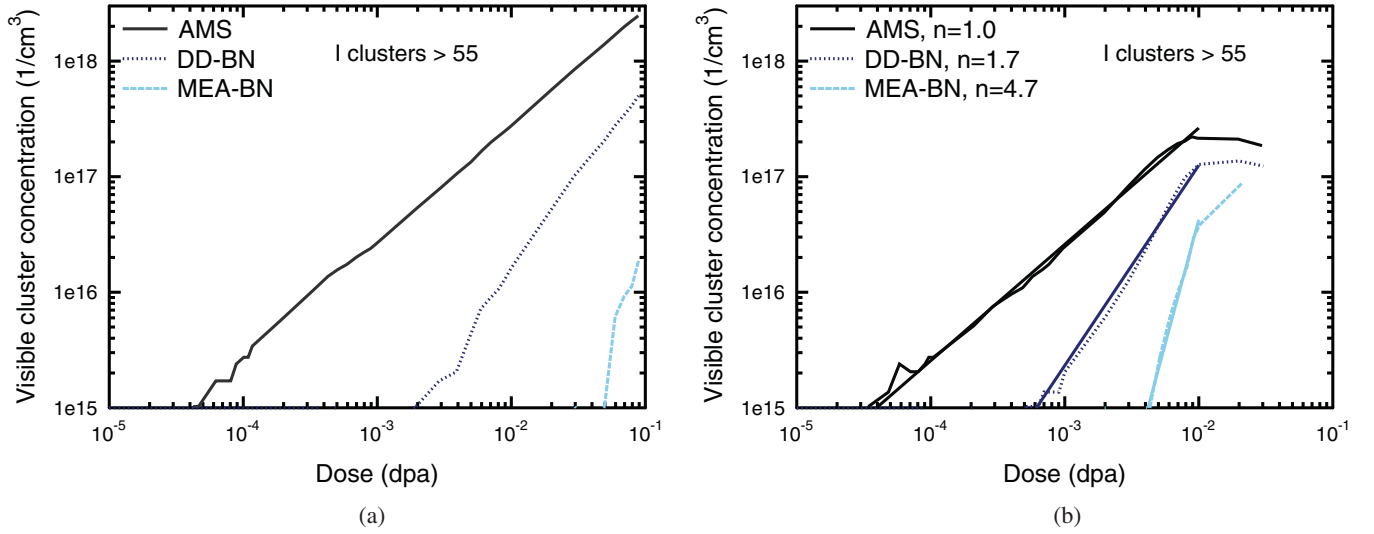 AMS
DD-BN
MEA-BN
I clusters > 55
Visible cluster concentration (1/cm³)
1e18
1e17
1e16
1e15
10⁻⁵
10⁻⁴
10⁻³
10⁻²
10⁻¹
Dose (dpa)
(a)
AMS, n=1.0
DD-BN, n=1.7
MEA-BN, n=4.7
I clusters > 55
Visible cluster concentration (1/cm³)
1e18
1e17
1e16
1e15
10⁻⁵
10⁻⁴
10⁻³
10⁻²
10⁻¹
Dose (dpa)
(b)